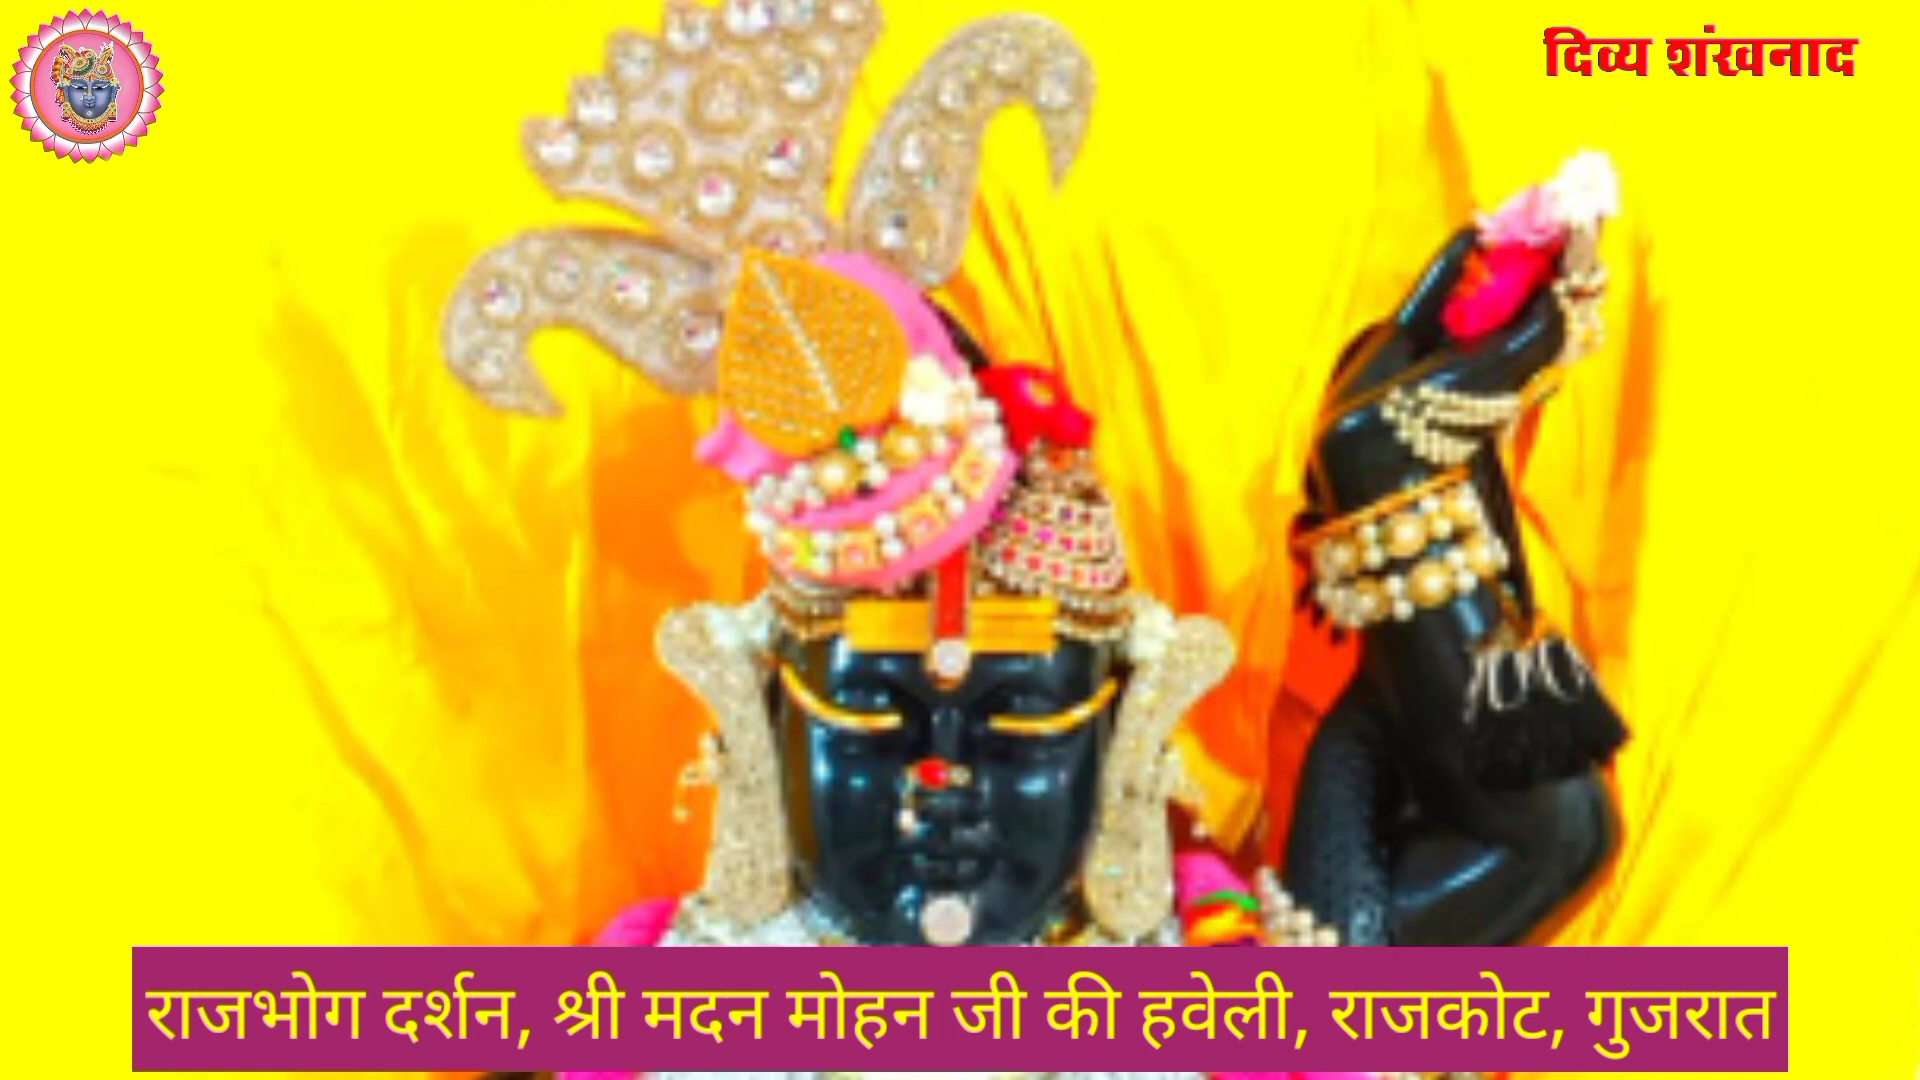 दिव्य शंखनाद
राजभोग दर्शन, श्री मदन मोहन जी की हवेली, राजकोट, गुजरात